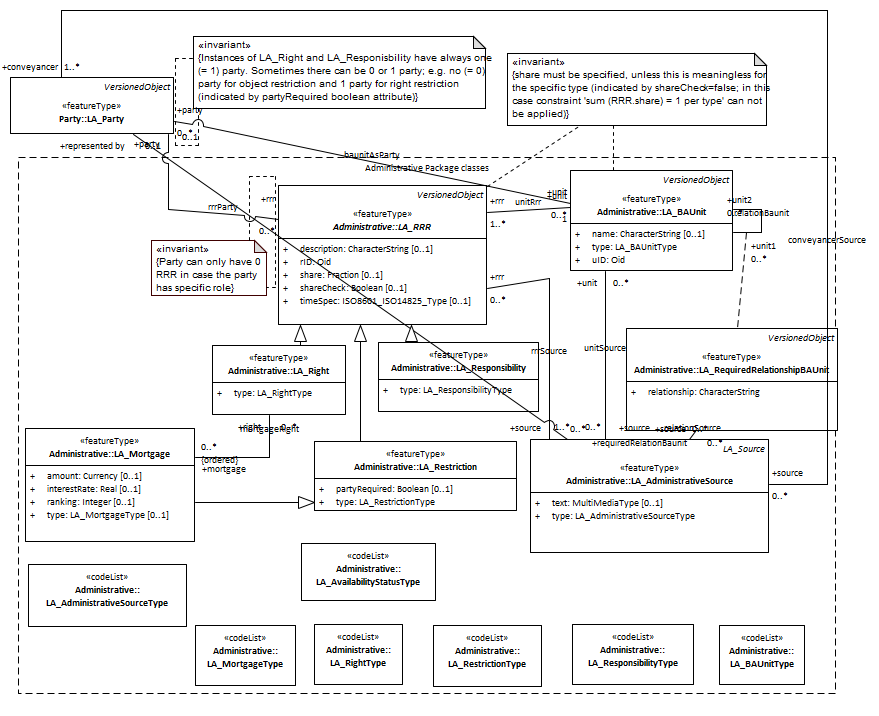 «invariant»
{Instances of LA_Right and LA_Responisbility have always one
(= 1) party. Sometimes there can be 0 or 1 party; e.g. no (= 0)
party for object restriction and 1 party for right restriction
(indicated by partyRequired boolean attribute)}
«invariant»
{share must be specified, unless this is meaningless for
the specific type (indicated by shareCheck=false; in this
case constraint 'sum (RRR.share) = 1 per type' can not
be applied)}
+conveyancer 1..*
VersionedObject
«featureType»
Party::LA_Party
+party
0..*
0..1
+represented by
+party
0..1
baunitAsParty
Administrative Package classes
rrrParty
+rrr
0..*
«invariant»
{Party can only have 0
RRR in case the party
has specific role}
VersionedObject
«featureType»
Administrative::LA_RRR
+ description: CharacterString [0..1]
+ rID: Oid
+ share: Fraction [0..1]
+ shareCheck: Boolean [0..1]
+ timeSpec: ISO8601_ISO14825_Type [0..1]
+rrr
1..*
unitRrr
+unit
+unit
0..*
1
+rrr
0..*
VersionedObject
«featureType»
Administrative::LA_BAUnit
+ name: CharacterString [0..1]
+ type: LA_BAUnitType
+ uID: Oid
+unit2
0..*
relationBaunit
+unit1
0..*
conveyancerSource
+unit 0..*
VersionedObject
«featureType»
Administrative::LA_RequiredRelationshipBAUnit
+ relationship: CharacterString
«featureType»
Administrative::LA_Right
+ type: LA_RightType
«featureType»
Administrative::LA_Responsibility
+ type: LA_ResponsibilityType
rrrSource
unitSource
+right 0..*
mortgageRight
«featureType»
Administrative::LA_Mortgage
+ amount: Currency [0..1]
+ interestRate: Real [0..1]
+ ranking: Integer [0..1]
+ type: LA_MortgageType [0..1]
0..*
{ordered}
+mortgage
«featureType»
Administrative::LA_Restriction
+ partyRequired: Boolean [0..1]
+ type: LA_RestrictionType
+source 1..*
0..*
0..*
+source
+source
relationSource
+requiredRelationBaunit 0..*
LA_Source
«featureType»
Administrative::LA_AdministrativeSource
+ text: MultiMediaType [0..1]
+ type: LA_AdministrativeSourceType
+source
0..*
«codeList»
Administrative::
LA_AdministrativeSourceType
«codeList»
Administrative::
LA_AvailabilityStatusType
«codeList»
Administrative::
LA_MortgageType
«codeList»
Administrative::
LA_RightType
«codeList»
Administrative::
LA_RestrictionType
«codeList»
Administrative::
LA_ResponsibilityType
«codeList»
Administrative::
LA_BAUnitType